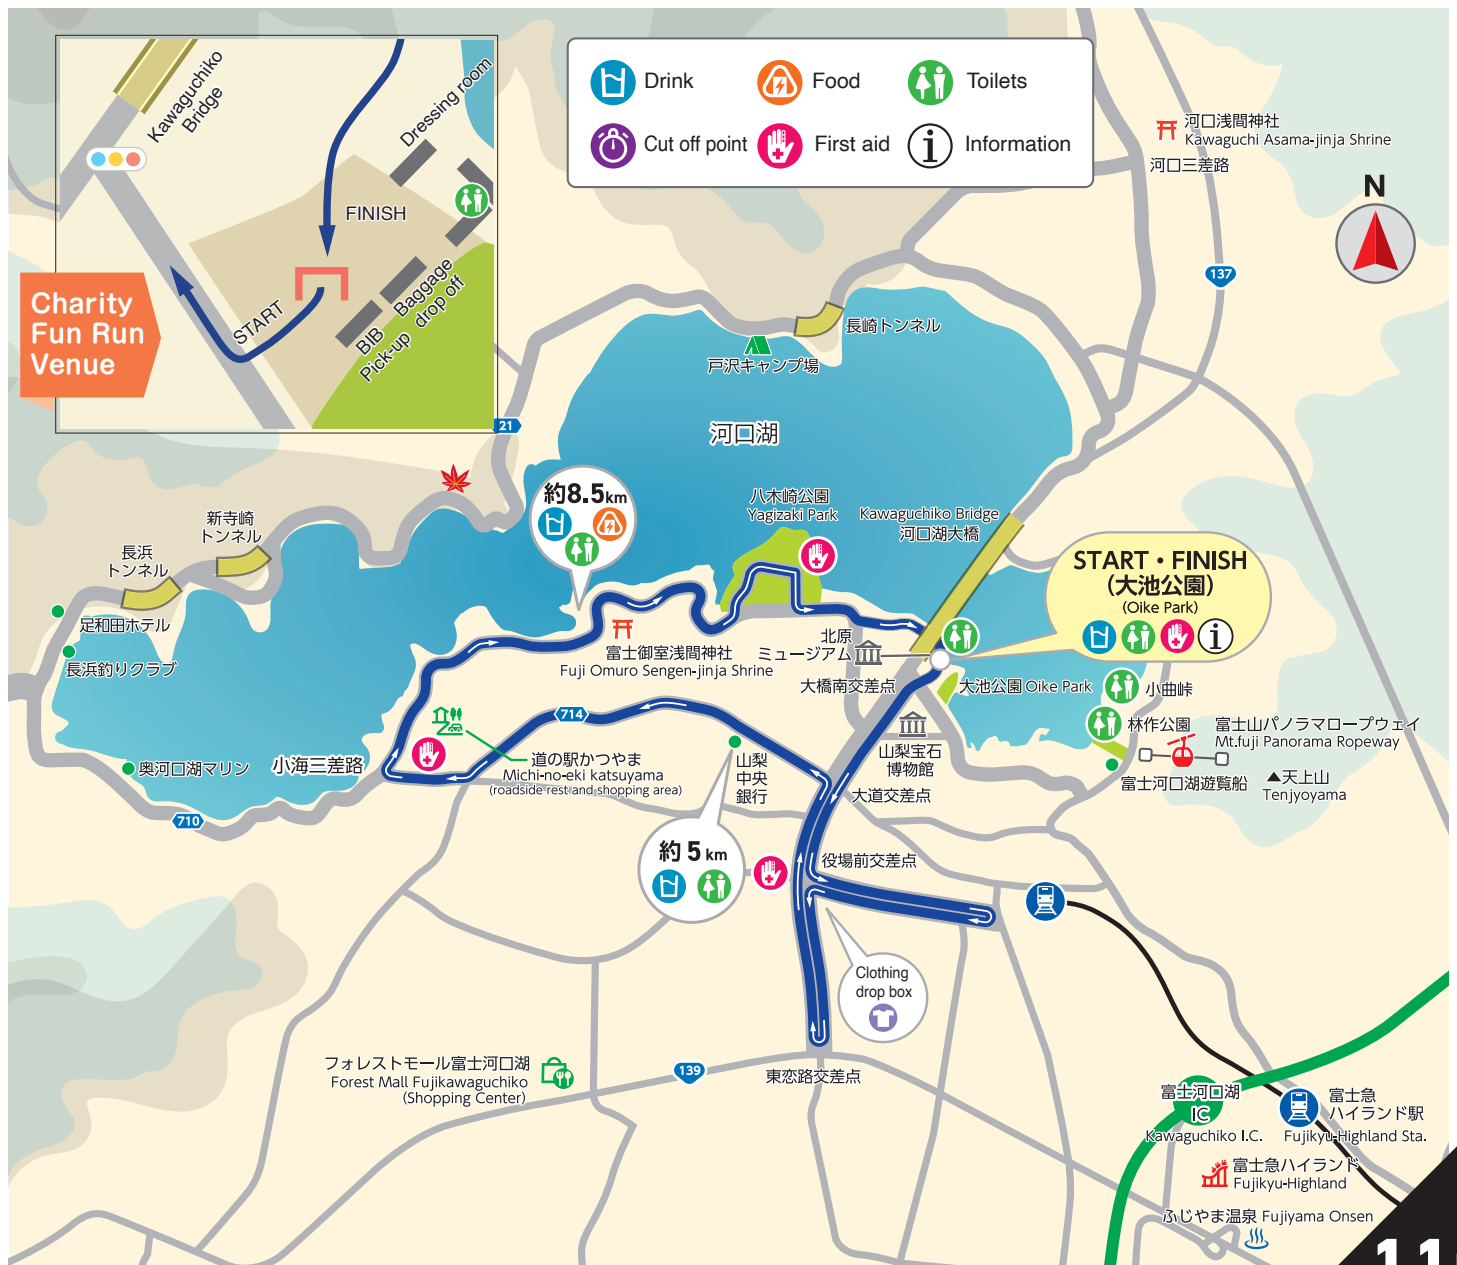 Kawaguchiko
Bridge
Dressing room
FINISH
START
Baggage
drop off
BIB
Pick-up
Charity
Fun Run
Venue
Drink
Food
Toilets
Cut off point
First aid
Information
河口浅間神社
Kawaguchi Asama-jinja Shrine
河口三差路
N
137
長崎トンネル
戸沢キャンプ場
河口湖
21
約8.5km
八木崎公園
Yagizaki Park
Kawaguchiko Bridge
河口湖大橋
START・FINISH
(大池公園)
(Oike Park)
新寺崎
トンネル
長浜
トンネル
足和田ホテル
長浜釣りクラブ
富士御室浅間神社
Fuji Omuro Sengen-jinja Shrine
北原
ミュージアム
大橋南交差点
大池公園 Oike Park
小曲峠
林作公園
富士山パノラマロープウェイ
Mt.fuji Panorama Ropeway
714
奥河口湖マリン
小海三差路
道の駅かつやま
Michi-no-eki katsuyama
(roadside rest and shopping area)
山梨
中央
銀行
山梨宝石
博物館
大道交差点
富士河口湖遊覧船
▲天上山
Tenjyoyama
710
約 5 km
役場前交差点
Clothing
drop box
フォレストモール富士河口湖
Forest Mall Fujikawaguchiko
(Shopping Center)
139
東恋路交差点
富士河口湖
IC
Kawaguchiko I.C.
富士急
ハイランド駅
Fujikyu-Highland Sta.
富士急ハイランド
Fujikyu-Highland
ふじやま温泉 Fujiyama Onsen
11